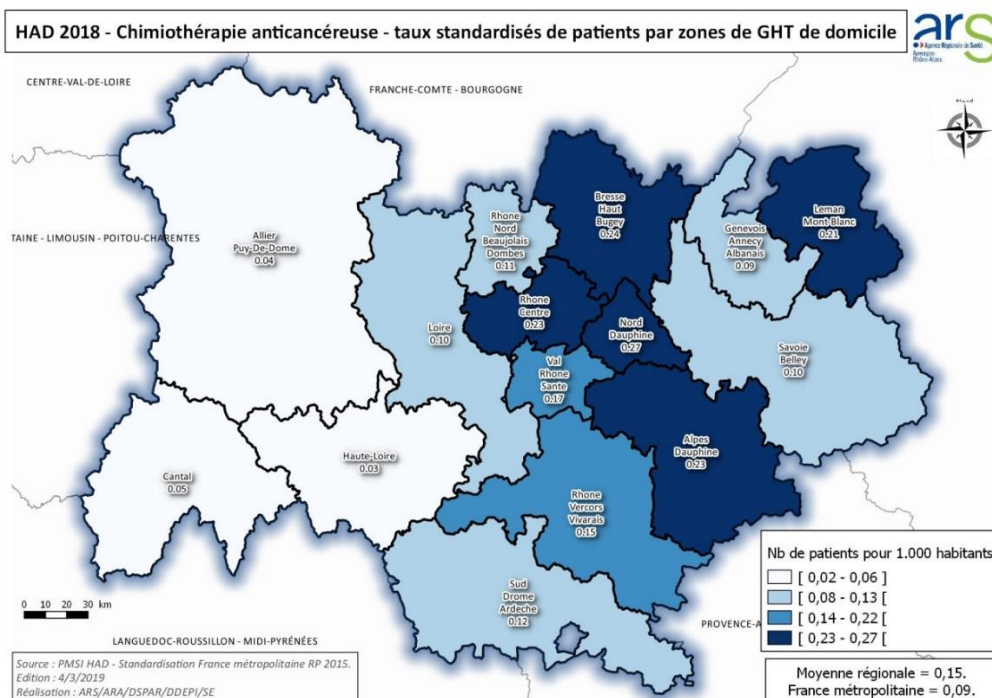 HAD 2018 - Chimiothérapie anticancéreuse - taux standardisés de patients par zones de GHT de domicile
ars
Agence Régionale de Santé
Auvergne-
Rhône-Alpes
CENTRE-VAL-DE-LOIRE
FRANCHE-COMTE - BOURGOGNE
TAINE - LIMOUSIN - POITOU-CHARENTES
Allier
Puy-De-Dome
0.04
Rhone
Nord
Beaujolais
Dombes
0.11
Bresse
Haut
Bugey
0.24
Genevois
Annecy
Albanais
0.09
Leman
Mont-Blanc
0.21
Loire
0.10
Rhone
Centre
0.23
Nord
Dauphine
0.27
Savoie
Belley
0.10
Val
Rhone
Sante
0.17
Cantal
0.05
Haute-Loire
0.03
Alpes
Dauphine
0.23
Rhone
Vercors
Vivarais
0.15
Sud
Drome
Ardeche
0.12
0 10 20 30 km
LANGUEDOC-ROUSSILLON - MIDI-PYRÉNÉES
PROVENCE-A
Nb de patients pour 1.000 habitants
[ 0,02 - 0,06 ]
[ 0,08 - 0,13 [
[ 0,14 - 0,22 [
[ 0,23 - 0,27 [
Source : PMSI HAD - Standardisation France métropolitaine RP 2015.
Edition : 4/3/2019
Réalisation : ARS/ARA/DSPAR/DDEPI/SE
Moyenne régionale = 0,15.
France métropolitaine = 0,09.